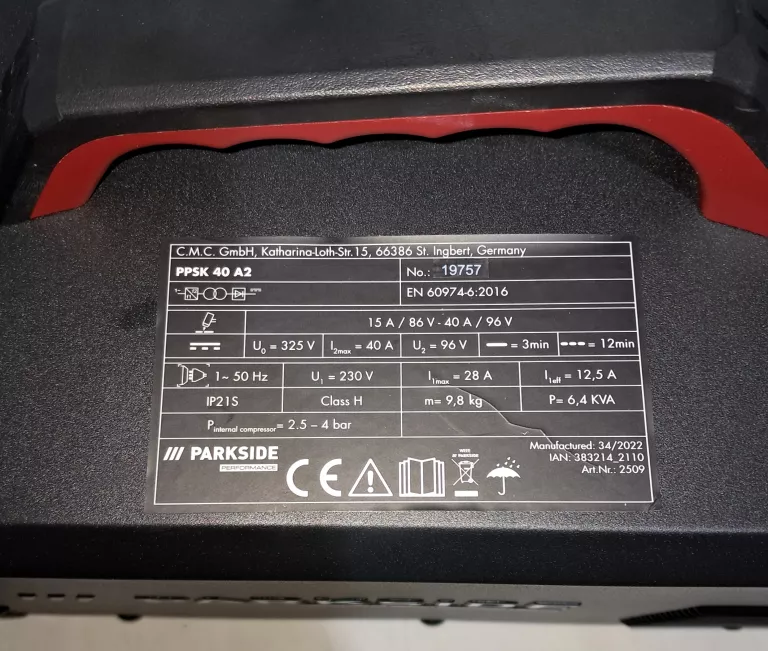 C.M.C. GmbH, Katharina-Loth-Str.15, 66386 St. Ingbert, Germany
PPSK 40 A2
No.: 19757
EN 60974-6:2016
15 A / 86 V - 40 A / 96 V
U₀ = 325 V
I₂max = 40 A
U₂ = 96 V
= 3min
= 12min
1~ 50 Hz
U₁ = 230 V
I₁max = 28 A
I₁eff = 12,5 A
IP21S
Class H
m= 9,8 kg
P= 6,4 KVA
Pinternal compressor= 2.5 – 4 bar
/// PARKSIDE
PERFORMANCE
CE
Manufactured: 34/2022
IAN: 383214_2110
Art.Nr.: 2509